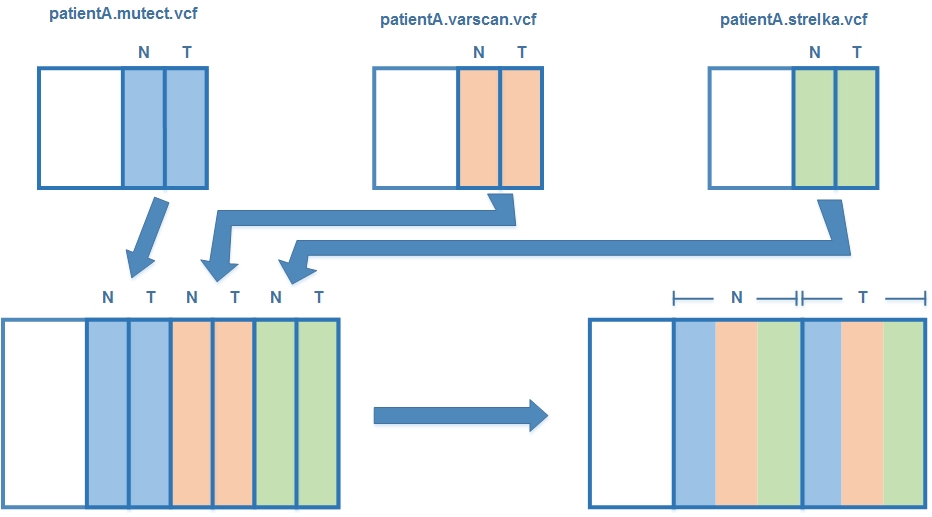 patientA.mutect.vcf
patientA.varscan.vcf
patientA.strelka.vcf
N T
N T
N T
N T N T N T
N T